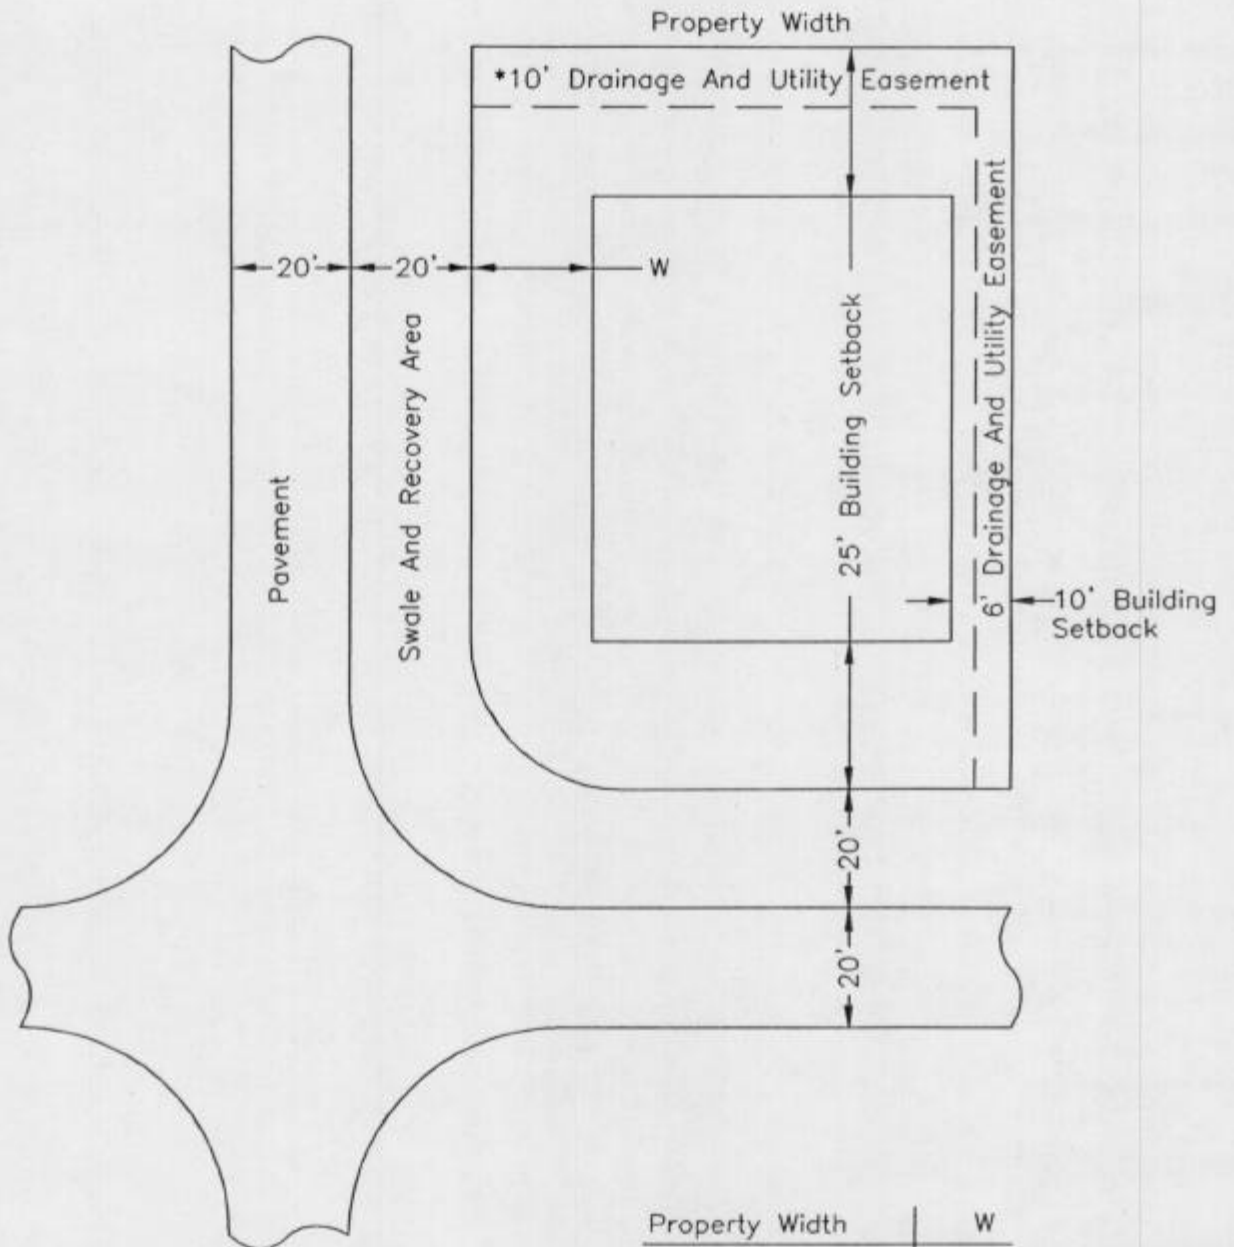 Property Width
*10' Drainage And Utility Easement
20'
20'
W
Pavement
Swale And Recovery Area
25' Building Setback
6' Drainage And Utility Easement
10' Building
Setback
20'
20'
Property Width W